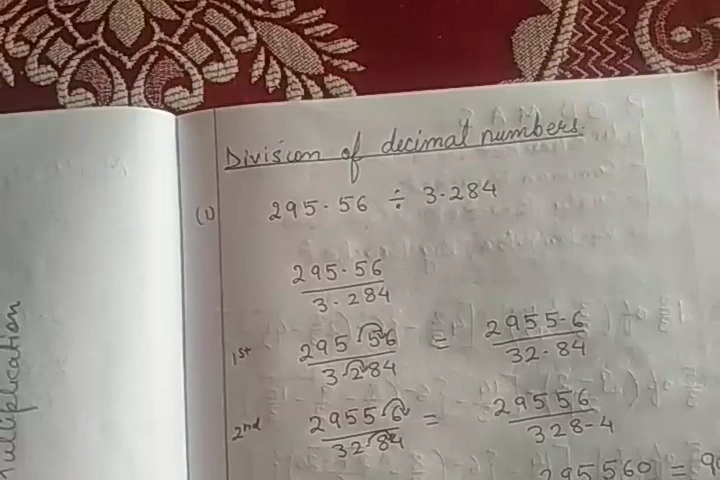 Division of decimal numbers.
(1) 295.56 ÷ 3.284
295.56
3.284
1st 295 56 = 2955.6
3 284 32.84
2nd 2955 6 = 29556
32 84 328.4
295560 = 90
Multiplication